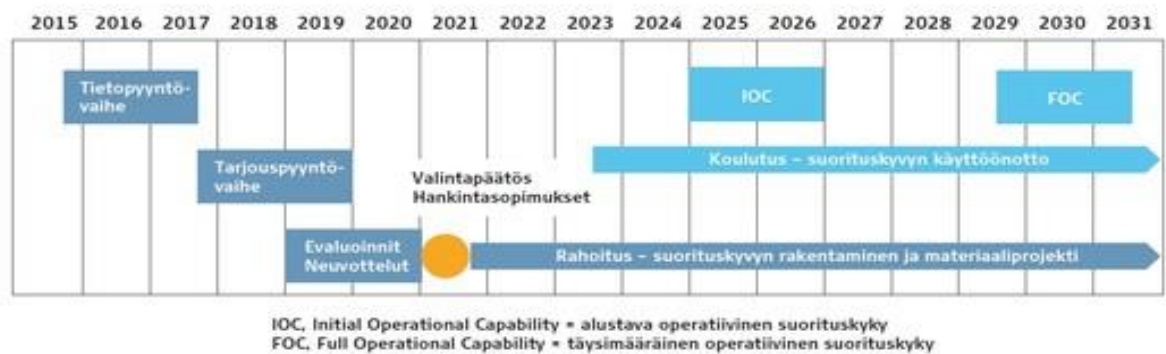 2015 2016 2017 2018 2019 2020 2021 2022 2023 2024 2025 2026 2027 2028 2029 2030 2031
Tietopyyntö-
vaihe
IOC
FOC
Koulutus – suorituskyvyn käyttöönotto
Tarjouspyyntö-
vaihe
Valintapäätös
Hankintasopimukset
Evaluoinnit
Neuvottelut
Rahoitus – suorituskyvyn rakentaminen ja materiaaliprojekti
IOC, Initial Operational Capability = alustava operatiivinen suorituskyky
FOC, Full Operational Capability = täysimääräinen operatiivinen suorituskyky